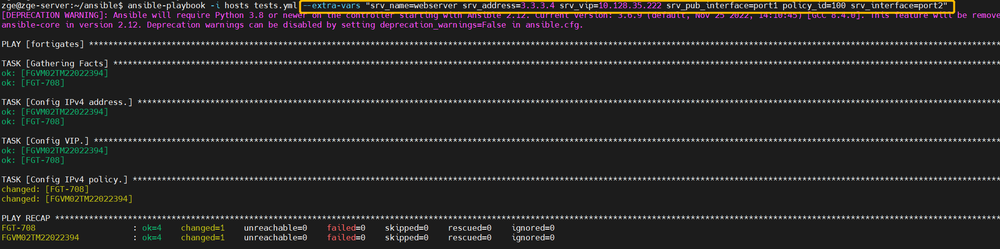 zge@zge-server:~/ansible$ ansible-playbook -i hosts tests.yml --extra-vars "srv_name=webserver srv_address=3.3.3.4 srv_vip=10.128.35.222 srv_pub_interface=port1 policy_id=100 srv_interface=port2"
[DEPRECATION WARNING]: Ansible will require Python 3.8 or newer on the controller starting with Ansible 2.12. Current version: 3.6.9 (default, Nov 25 2022, 14:10:45) [GCC 8.4.0]. This feature will be remove
ansible-core in version 2.12. Deprecation warnings can be disabled by setting deprecation_warnings=False in ansible.cfg.
PLAY [fortigates] ****************************************************************************************************************************************************************************************
TASK [Gathering Facts] ***********************************************************************************************************************************************************************************
ok: [FGVM02TM22022394]
ok: [FGT-708]
TASK [Config IPv4 address.] ******************************************************************************************************************************************************************************
ok: [FGVM02TM22022394]
ok: [FGT-708]
TASK [Config VIP.] ***************************************************************************************************************************************************************************************
ok: [FGVM02TM22022394]
ok: [FGT-708]
TASK [Config IPv4 policy.] *******************************************************************************************************************************************************************************
changed: [FGT-708]
changed: [FGVM02TM22022394]
PLAY RECAP ***********************************************************************************************************************************************************************************************
FGT-708 : ok=4 changed=1 unreachable=0 failed=0 skipped=0 rescued=0 ignored=0
FGVM02TM22022394 : ok=4 changed=1 unreachable=0 failed=0 skipped=0 rescued=0 ignored=0